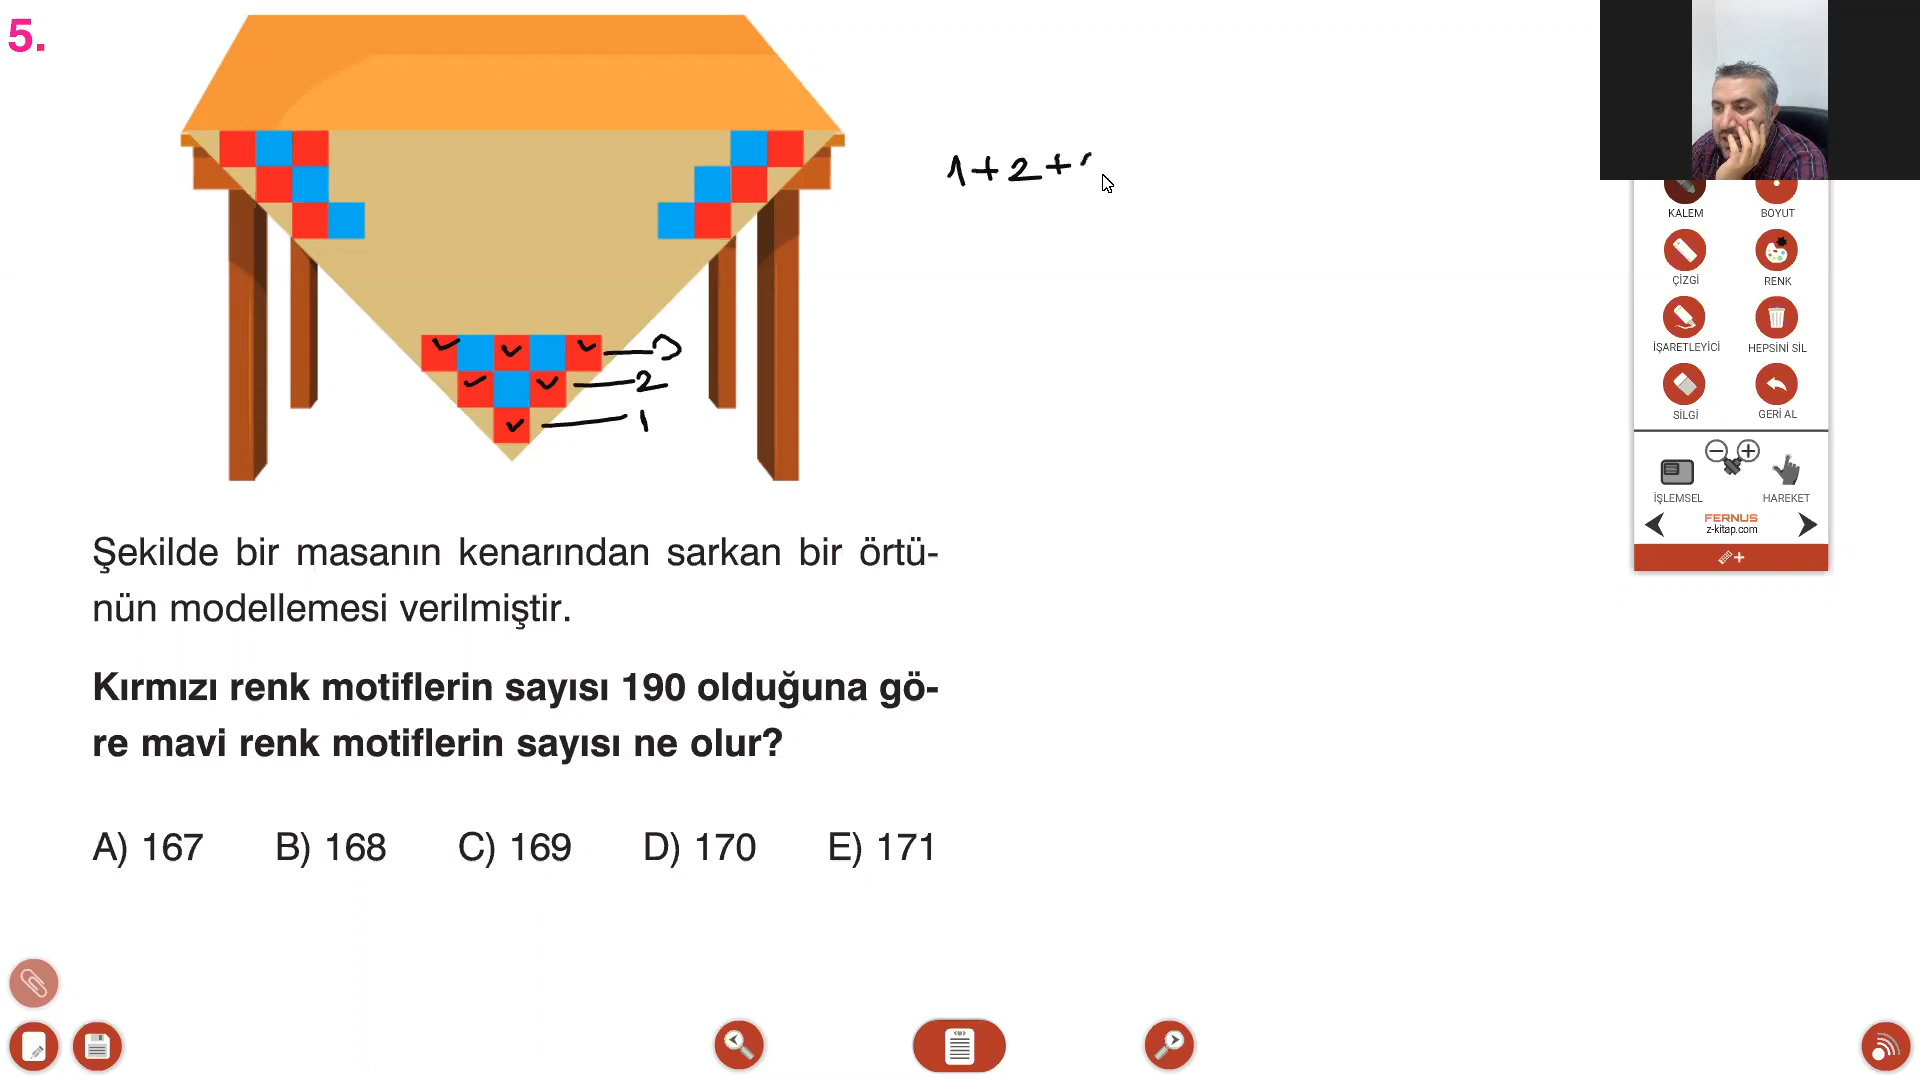 5.
1+2+
3
2
1
Şekilde bir masanın kenarından sarkan bir örtü-
nün modellemesi verilmiştir.
Kırmızı renk motiflerin sayısı 190 olduğuna gö-
re mavi renk motiflerin sayısı ne olur?
A) 167 B) 168 C) 169 D) 170 E) 171
KALEM BOYUT
ÇİZGİ RENK
İŞARETLEYİCİ HEPSİNİ SİL
SİLGİ GERİ AL
İŞLEMSEL HAREKET
FERNUS
z-kitap.com